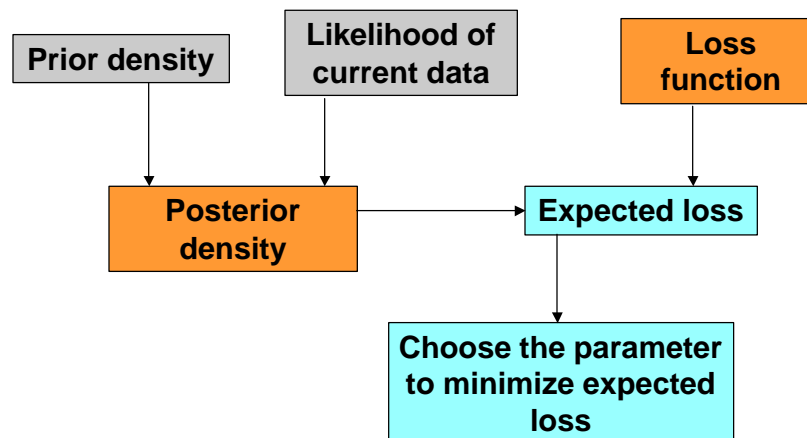 Prior density
Likelihood of
current data
Loss
function
Posterior
density
Expected loss
Choose the parameter
to minimize expected
loss